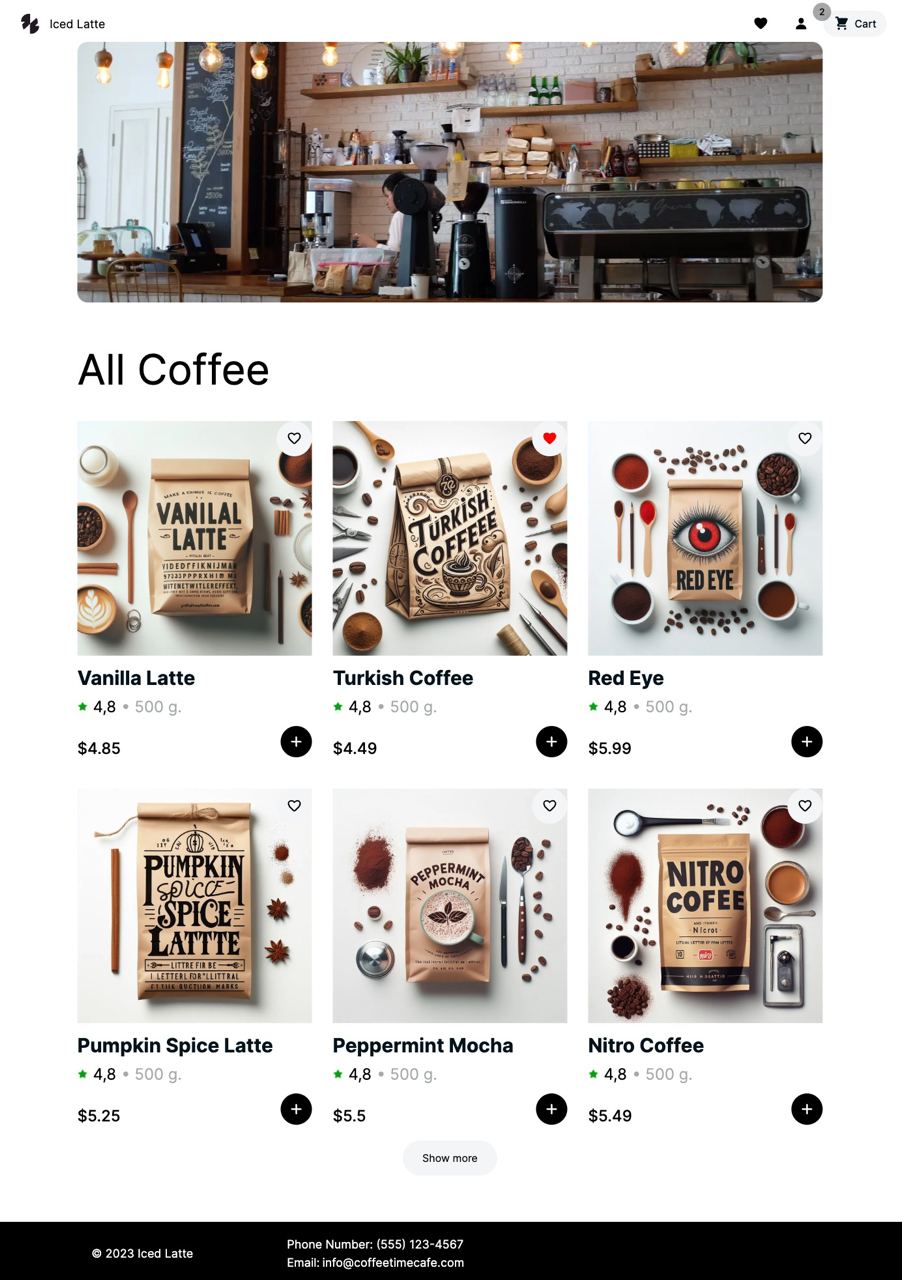 Iced Latte
2
Cart
All Coffee
VANILAL
LATTE
TURKISH
COFFEEE
RED EYE
Vanilla Latte
4,8 • 500 g.
$4.85
Turkish Coffee
4,8 • 500 g.
$4.49
Red Eye
4,8 • 500 g.
$5.99
PUMPKIN
SPICE
SPICE
LATTTE
PEPPERMINT
MOCHA
NITRO
COFEE
Pumpkin Spice Latte
4,8 • 500 g.
$5.25
Peppermint Mocha
4,8 • 500 g.
$5.5
Nitro Coffee
4,8 • 500 g.
$5.49
Show more
© 2023 Iced Latte
Phone Number: (555) 123-4567
Email: info@coffeetimecafe.com